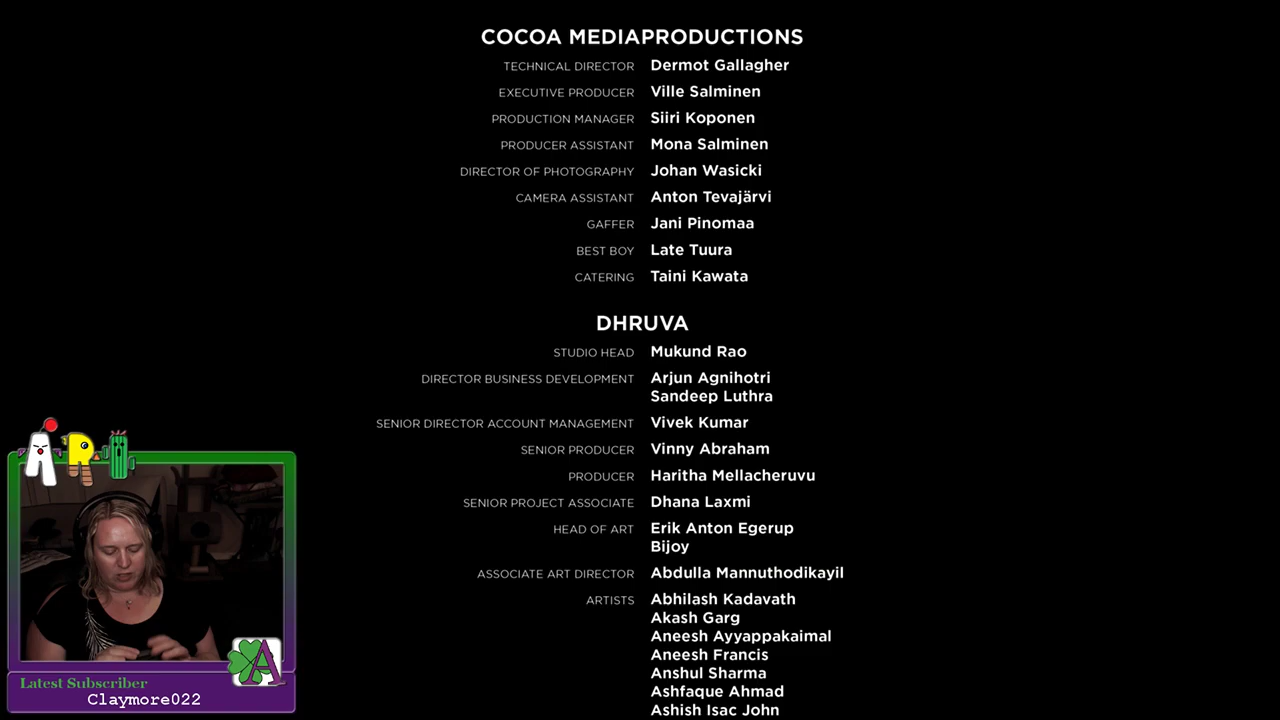 COCOA MEDIAPRODUCTIONS
TECHNICAL DIRECTOR Dermot Gallagher
EXECUTIVE PRODUCER Ville Salminen
PRODUCTION MANAGER Siiri Koponen
PRODUCER ASSISTANT Mona Salminen
DIRECTOR OF PHOTOGRAPHY Johan Wasicki
CAMERA ASSISTANT Anton Tevajärvi
GAFFER Jani Pinomaa
BEST BOY Late Tuura
CATERING Taini Kawata
DHRUVA
STUDIO HEAD Mukund Rao
DIRECTOR BUSINESS DEVELOPMENT Arjun Agnihotri
Sandeep Luthra
SENIOR DIRECTOR ACCOUNT MANAGEMENT Vivek Kumar
SENIOR PRODUCER Vinny Abraham
PRODUCER Haritha Mellacheruvu
SENIOR PROJECT ASSOCIATE Dhana Laxmi
HEAD OF ART Erik Anton Egerup
Bijoy
ASSOCIATE ART DIRECTOR Abdulla Mannuthodikayil
ARTISTS Abhilash Kadavath
Akash Garg
Aneesh Ayyappakaimal
Aneesh Francis
Anshul Sharma
Ashfaque Ahmad
Ashish Isac John
ARI
A
Latest Subscriber
Claymore022